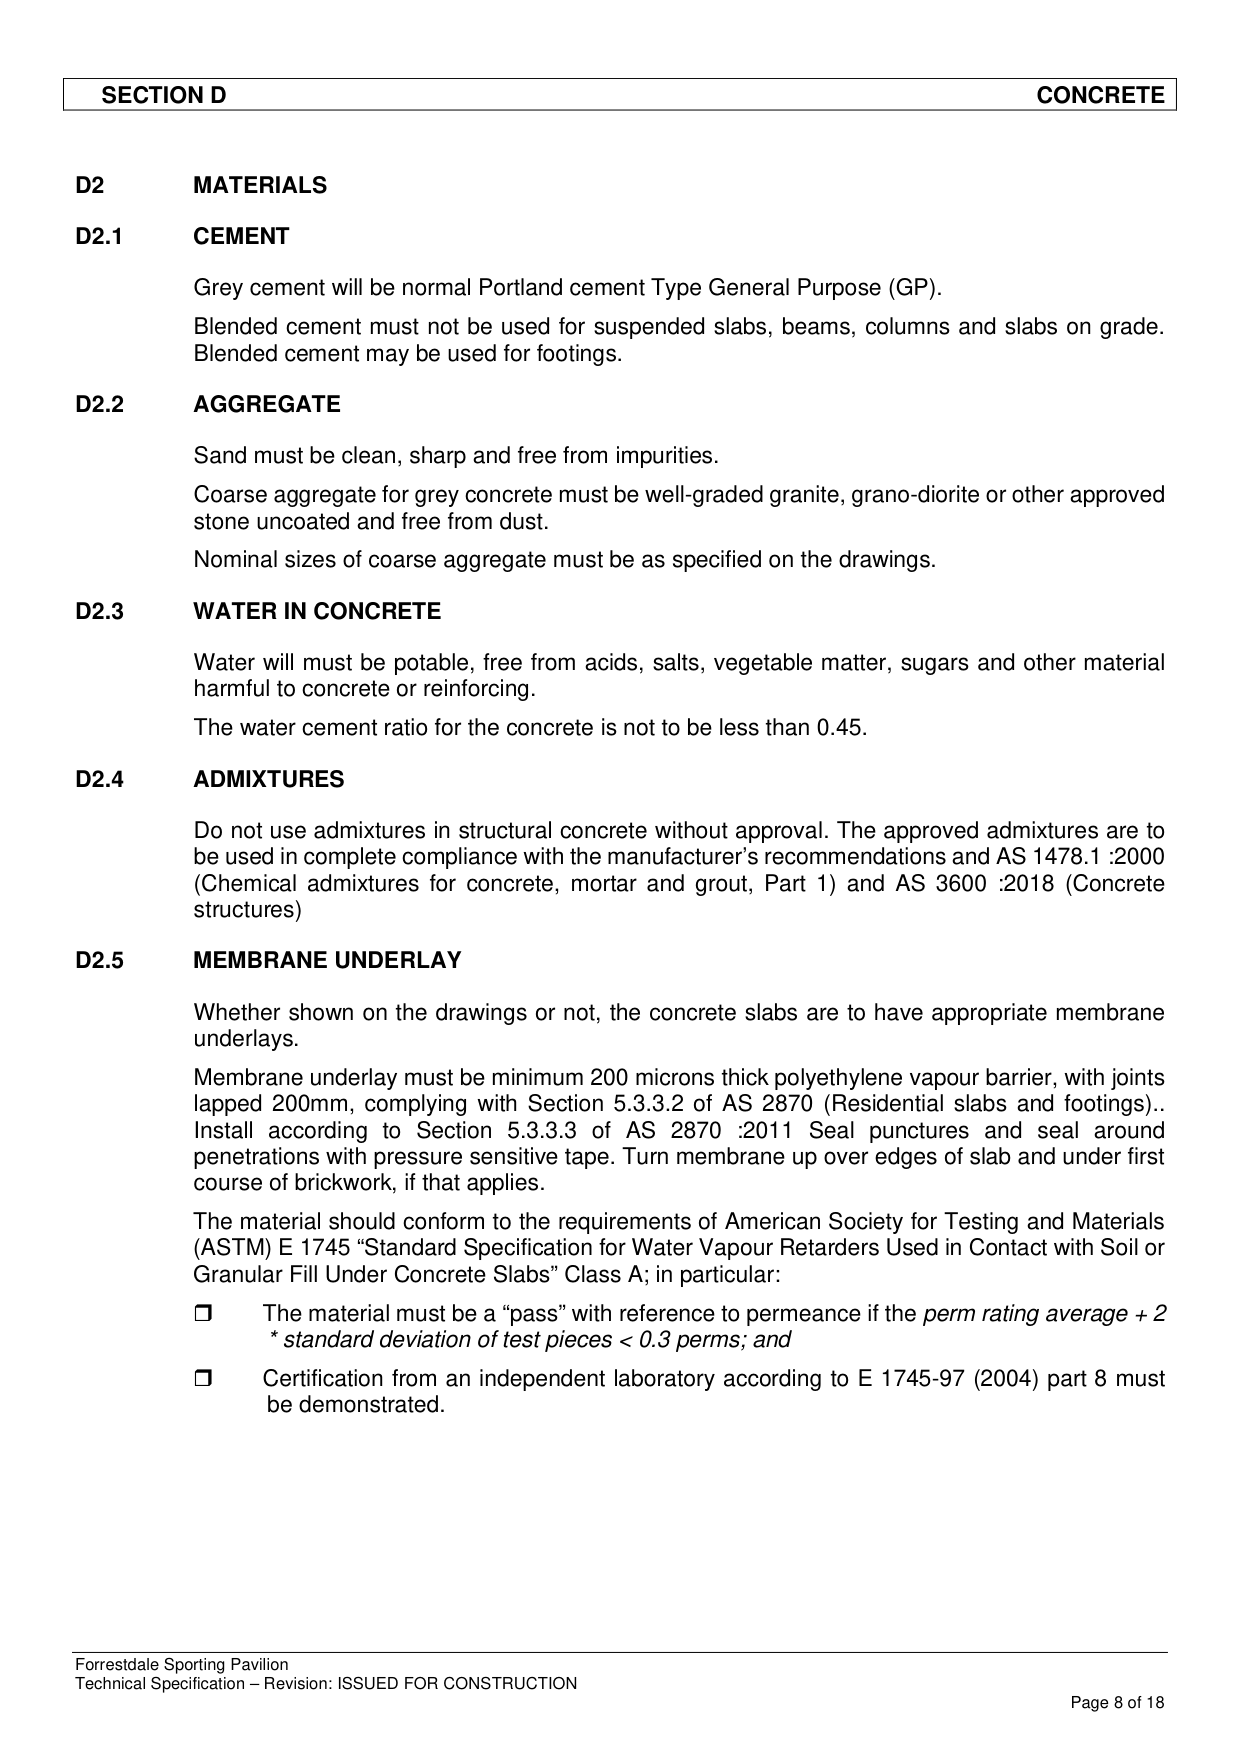 SECTION D CONCRETE
D2 MATERIALS
D2.1 CEMENT
Grey cement will be normal Portland cement Type General Purpose (GP).
Blended cement must not be used for suspended slabs, beams, columns and slabs on grade.
Blended cement may be used for footings.
D2.2 AGGREGATE
Sand must be clean, sharp and free from impurities.
Coarse aggregate for grey concrete must be well-graded granite, grano-diorite or other approved
stone uncoated and free from dust.
Nominal sizes of coarse aggregate must be as specified on the drawings.
D2.3 WATER IN CONCRETE
Water will must be potable, free from acids, salts, vegetable matter, sugars and other material
harmful to concrete or reinforcing.
The water cement ratio for the concrete is not to be less than 0.45.
D2.4 ADMIXTURES
Do not use admixtures in structural concrete without approval. The approved admixtures are to
be used in complete compliance with the manufacturer’s recommendations and AS 1478.1 :2000
(Chemical admixtures for concrete, mortar and grout, Part 1) and AS 3600 :2018 (Concrete
structures)
D2.5 MEMBRANE UNDERLAY
Whether shown on the drawings or not, the concrete slabs are to have appropriate membrane
underlays.
Membrane underlay must be minimum 200 microns thick polyethylene vapour barrier, with joints
lapped 200mm, complying with Section 5.3.3.2 of AS 2870 (Residential slabs and footings)..
Install according to Section 5.3.3.3 of AS 2870 :2011 Seal punctures and seal around
penetrations with pressure sensitive tape. Turn membrane up over edges of slab and under first
course of brickwork, if that applies.
The material should conform to the requirements of American Society for Testing and Materials
(ASTM) E 1745 “Standard Specification for Water Vapour Retarders Used in Contact with Soil or
Granular Fill Under Concrete Slabs” Class A; in particular:
❒ The material must be a “pass” with reference to permeance if the perm rating average + 2
* standard deviation of test pieces < 0.3 perms; and
❒ Certification from an independent laboratory according to E 1745-97 (2004) part 8 must
be demonstrated.
Forrestdale Sporting Pavilion
Technical Specification – Revision: ISSUED FOR CONSTRUCTION
Page 8 of 18